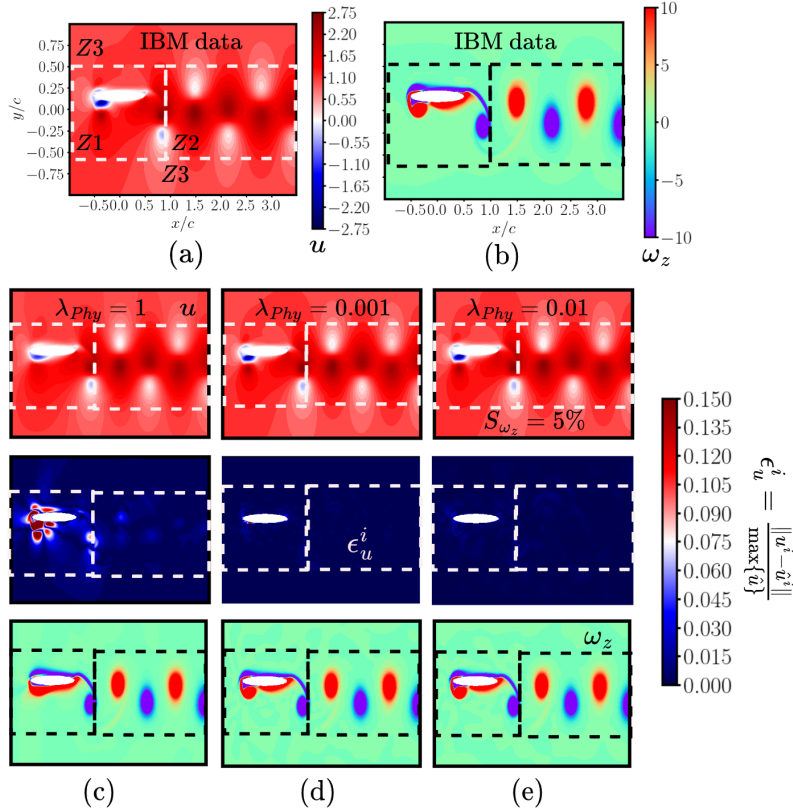 IBM data
Z3
Z1
Z2
Z3
0.75
0.50
0.25
0.00
−0.25
−0.50
−0.75
y/c
−0.5 0.0 0.5 1.0 1.5 2.0 2.5 3.0
x/c
(a)
2.75
2.20
1.65
1.10
0.55
0.00
−0.55
−1.10
−1.65
−2.20
−2.75
u
IBM data
−0.5 0.0 0.5 1.0 1.5 2.0 2.5 3.0
x/c
(b)
10
5
0
−5
−10
ω_z
λ_Phy = 1 u
λ_Phy = 0.001
λ_Phy = 0.01
S_ω_z = 5%
ϵ_u^i
ω_z
(c)
(d)
(e)
0.150
0.135
0.120
0.105
0.090
0.075
0.060
0.045
0.030
0.015
0.000
ϵ_u^i = ||u^i − û^i|| / max{û}